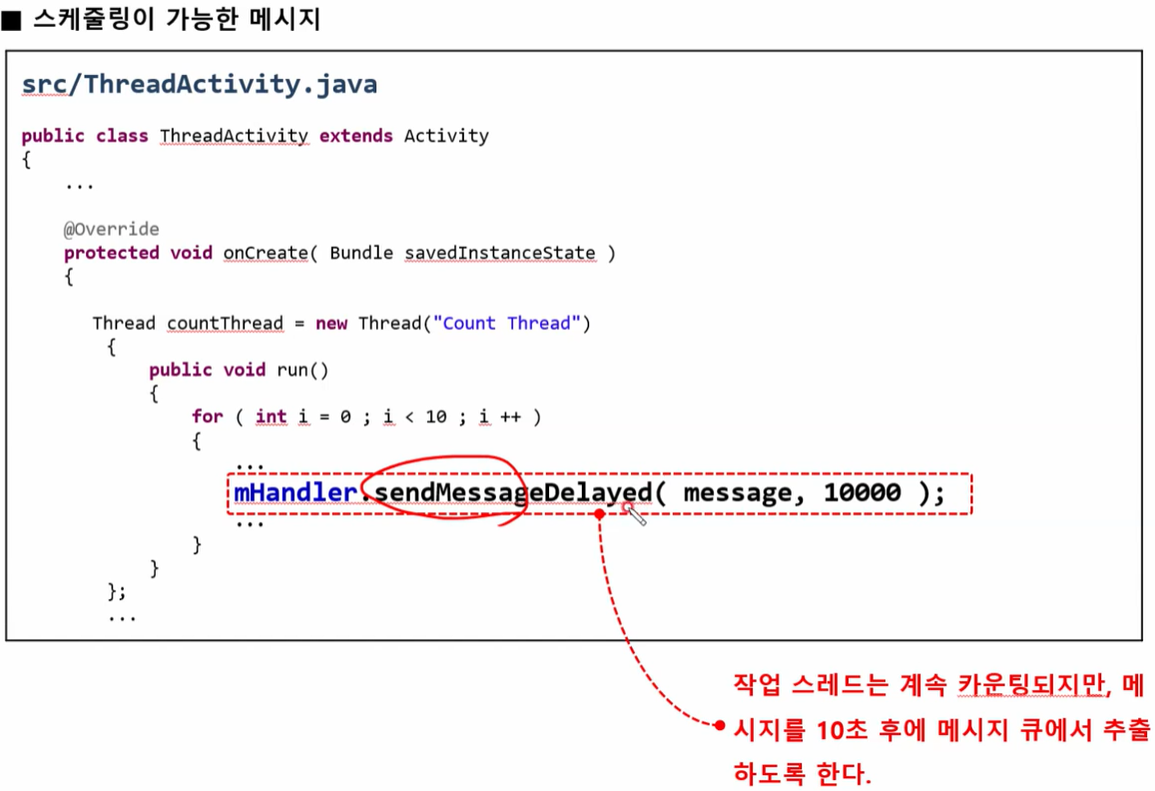 ■ 스케줄링이 가능한 메시지
src/ThreadActivity.java
public class ThreadActivity extends Activity
{
...
@Override
protected void onCreate( Bundle savedInstanceState )
{
Thread countThread = new Thread("Count Thread")
{
public void run()
{
for ( int i = 0 ; i < 10 ; i ++ )
{
...
mHandler.sendMessageDelayed( message, 10000 );
...
}
}
};
...
작업 스레드는 계속 카운팅되지만, 메
시지를 10초 후에 메시지 큐에서 추출
하도록 한다.